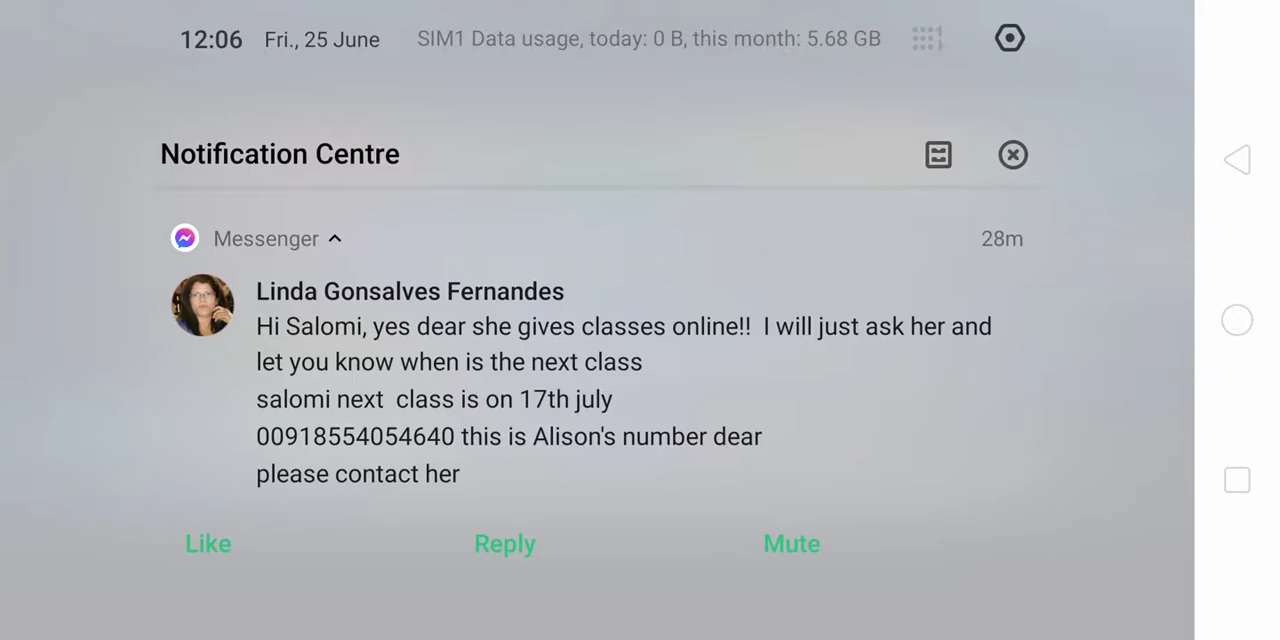 12:06 Fri., 25 June SIM1 Data usage, today: 0 B, this month: 5.68 GB
Notification Centre
Messenger 28m
Linda Gonsalves Fernandes
Hi Salomi, yes dear she gives classes online!!  I will just ask her and
let you know when is the next class
salomi next  class is on 17th july
00918554054640 this is Alison's number dear
please contact her
Like Reply Mute